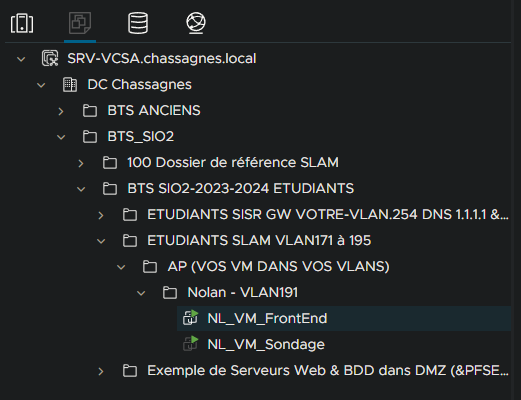 SRV-VCSA.chassagnes.local
DC Chassagnes
BTS ANCIENS
BTS_SIO2
100 Dossier de référence SLAM
BTS SIO2-2023-2024 ETUDIANTS
ETUDIANTS SISR GW VOTRE-VLAN.254 DNS 1.1.1.1 &...
ETUDIANTS SLAM VLAN171 à 195
AP (VOS VM DANS VOS VLANS)
Nolan - VLAN191
NL_VM_FrontEnd
NL_VM_Sondage
Exemple de Serveurs Web & BDD dans DMZ (&PFSE...